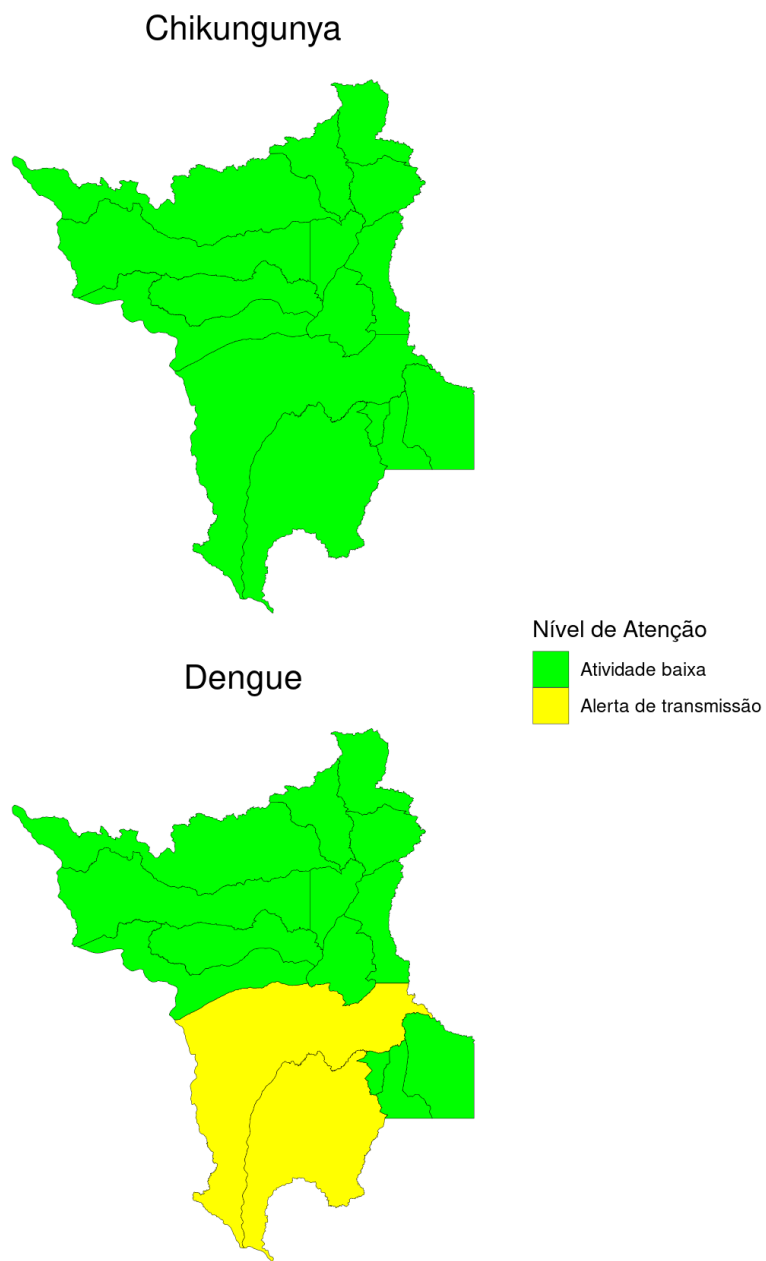 Chikungunya
Nível de Atenção
Atividade baixa
Alerta de transmissão
Dengue